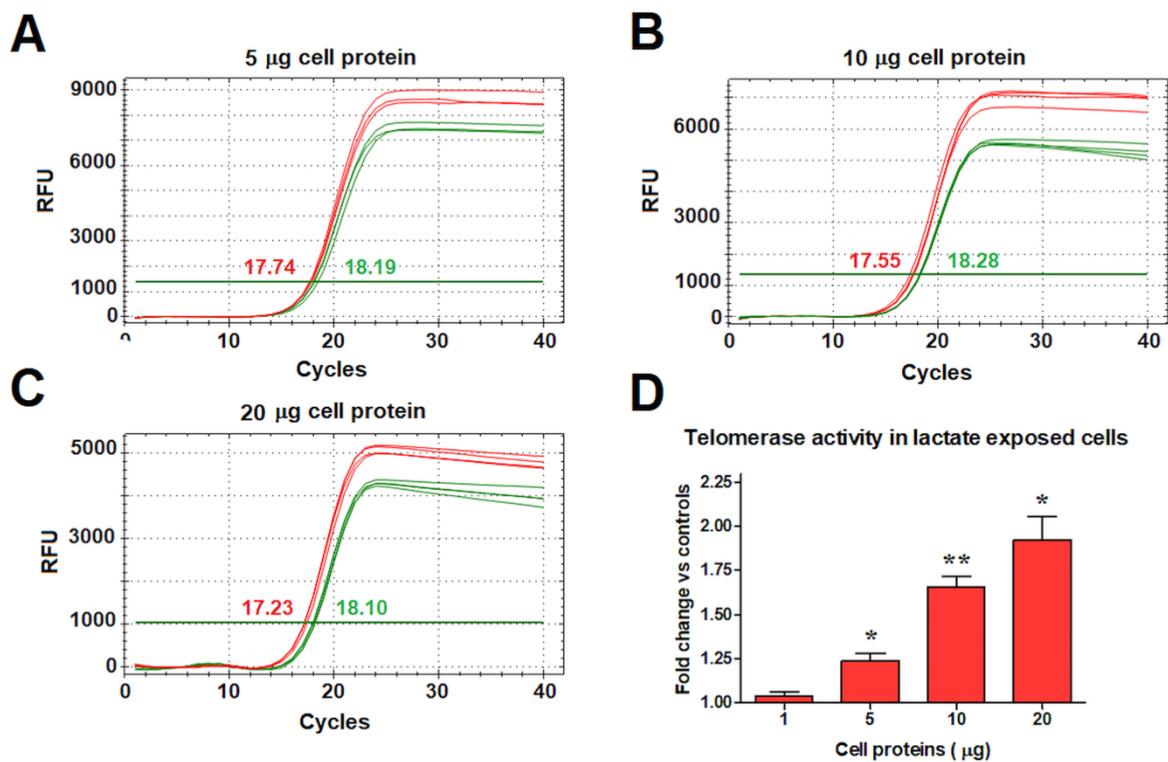 A
5 μg cell protein
RFU
9000
6000
3000
1000
0
17.74 18.19
0 10 20 30 40
Cycles
B
10 μg cell protein
RFU
6000
3000
1000
0
17.55 18.28
0 10 20 30 40
Cycles
C
20 μg cell protein
RFU
5000
3000
1000
0
17.23 18.10
0 10 20 30 40
Cycles
D
Telomerase activity in lactate exposed cells
Fold change vs controls
2.25
2.00
1.75
1.50
1.25
1.00
* ** *
1 5 10 20
Cell proteins ( μg)